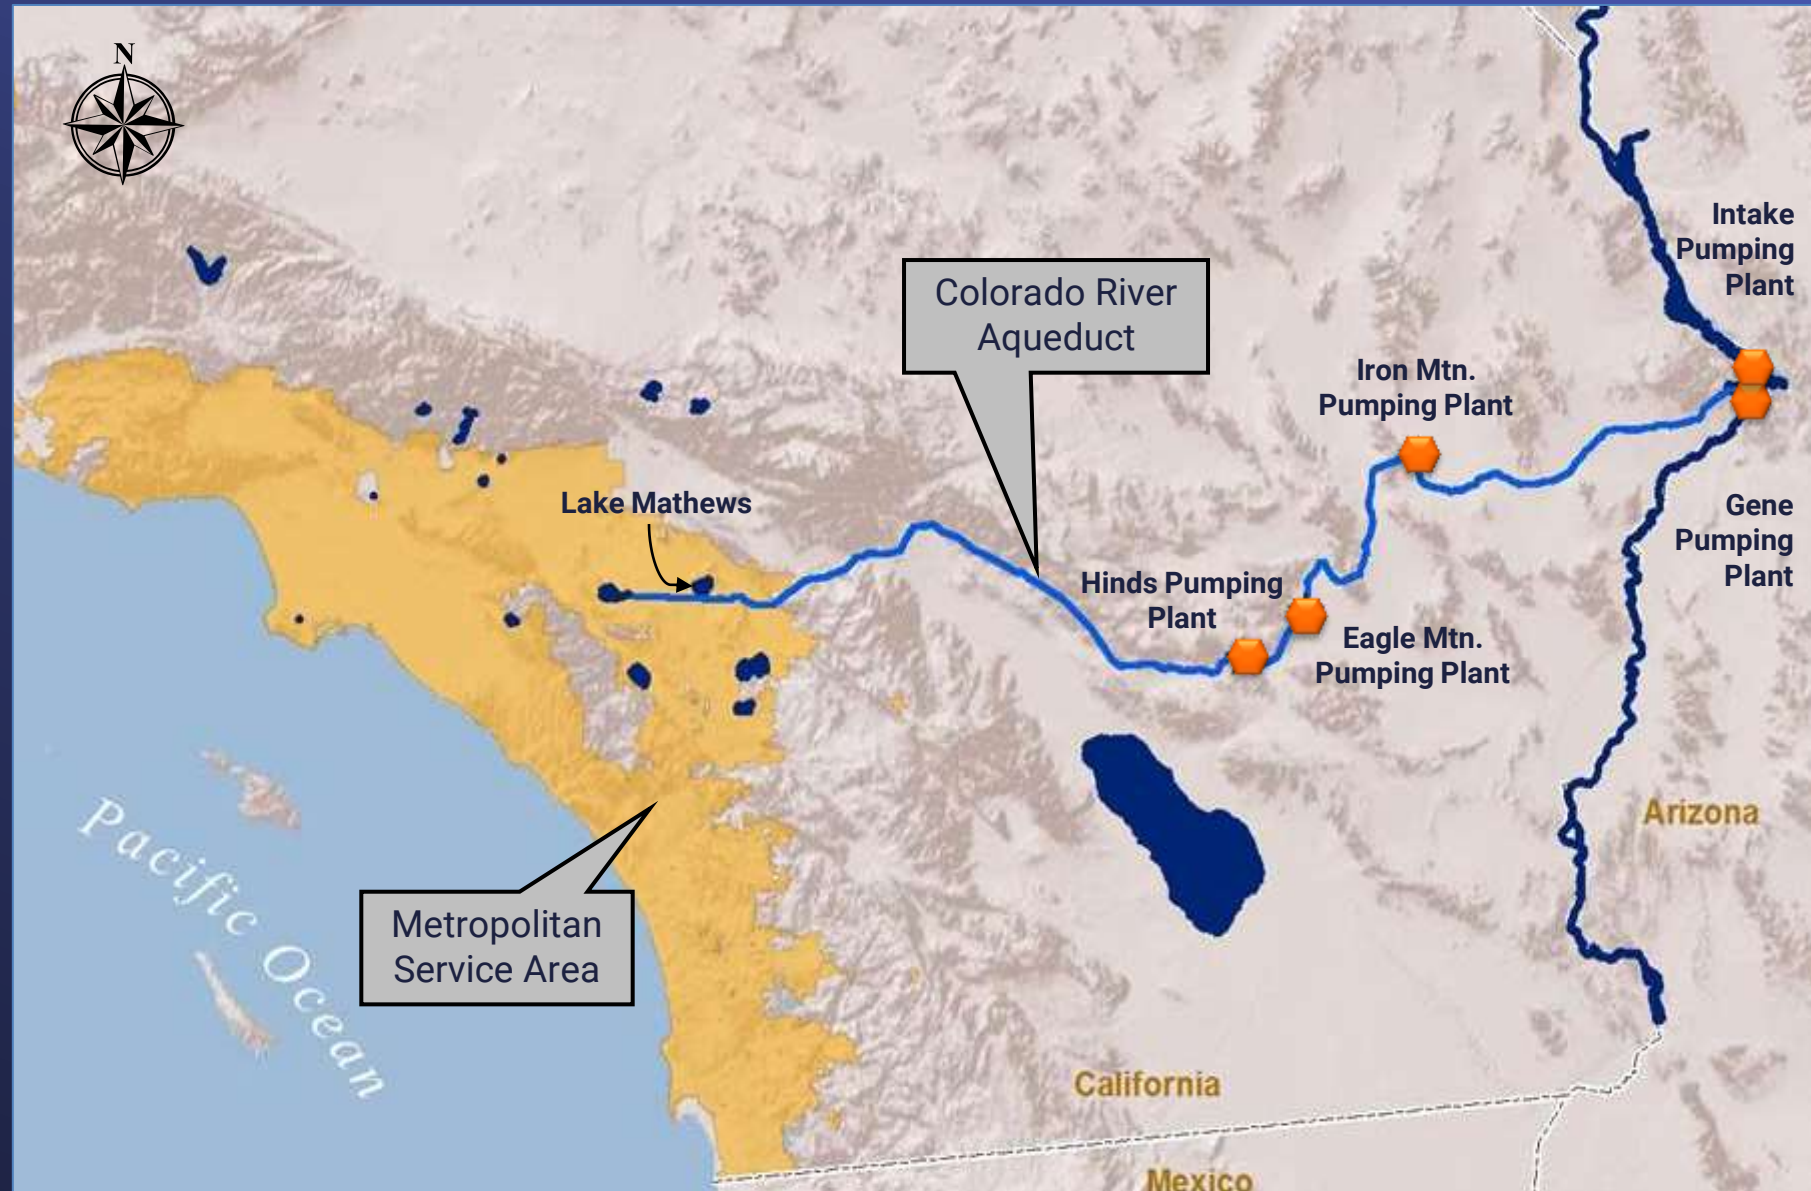 N
Intake
Pumping
Plant
Colorado River
Aqueduct
Iron Mtn.
Pumping Plant
Lake Mathews
Gene
Pumping
Plant
Hinds Pumping
Plant
Eagle Mtn.
Pumping Plant
Arizona
Pacific Ocean
Metropolitan
Service Area
California
Mexico